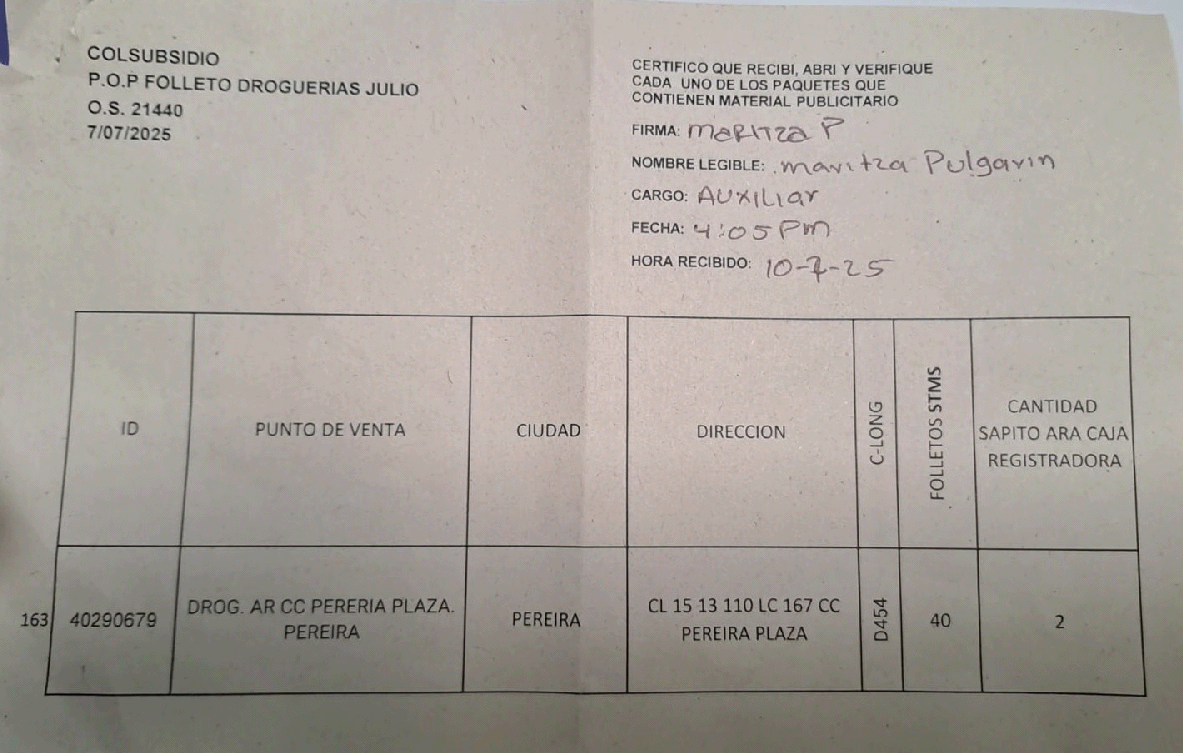 COLSUBSIDIO
P.O.P FOLLETO DROGUERIAS JULIO
O.S. 21440
7/07/2025
CERTIFICO QUE RECIBI, ABRI Y VERIFIQUE
CADA UNO DE LOS PAQUETES QUE
CONTIENEN MATERIAL PUBLICITARIO
FIRMA: MARITZA P
NOMBRE LEGIBLE: Maritza Pulgarin
CARGO: AUXILIAR
FECHA: 4:05 PM
HORA RECIBIDO: 10-7-25
ID
PUNTO DE VENTA
CIUDAD
DIRECCION
C-LONG
FOLLETOS STMS
CANTIDAD
SAPITO ARA CAJA
REGISTRADORA
163
40290679
DROG. AR CC PERERIA PLAZA.
PEREIRA
PEREIRA
CL 15 13 110 LC 167 CC
PEREIRA PLAZA
D454
40
2